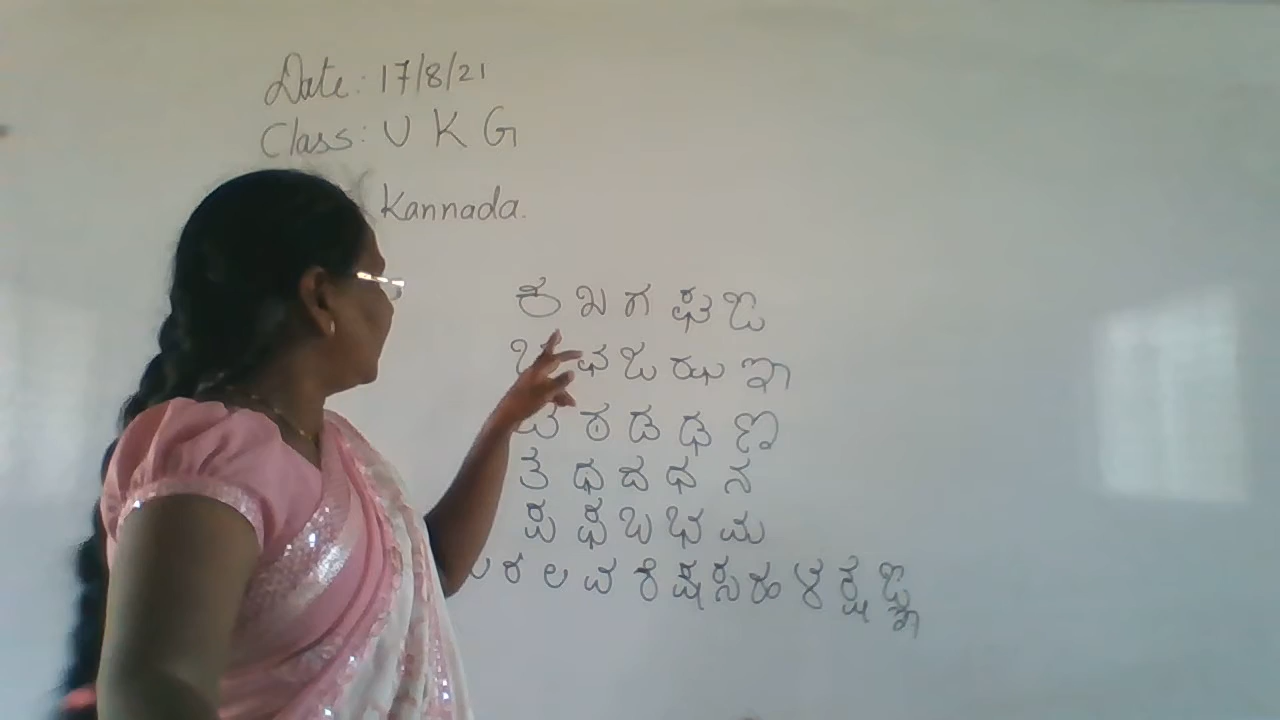 Date: 17/8/21
Class: U K G
Kannada.
ಕ ಖ ಗ ಘ ಙ
ಚ ಛ ಜ ಝ ಞ
ಟ ಠ ಡ ಢ ಣ
ತ ಥ ದ ಧ ನ
ಪ ಫ ಬ ಭ ಮ
ರ ಲ ವ ಶ ಷ ಸ ಹ ಳ ಕ್ಷ ಜ್ಞ